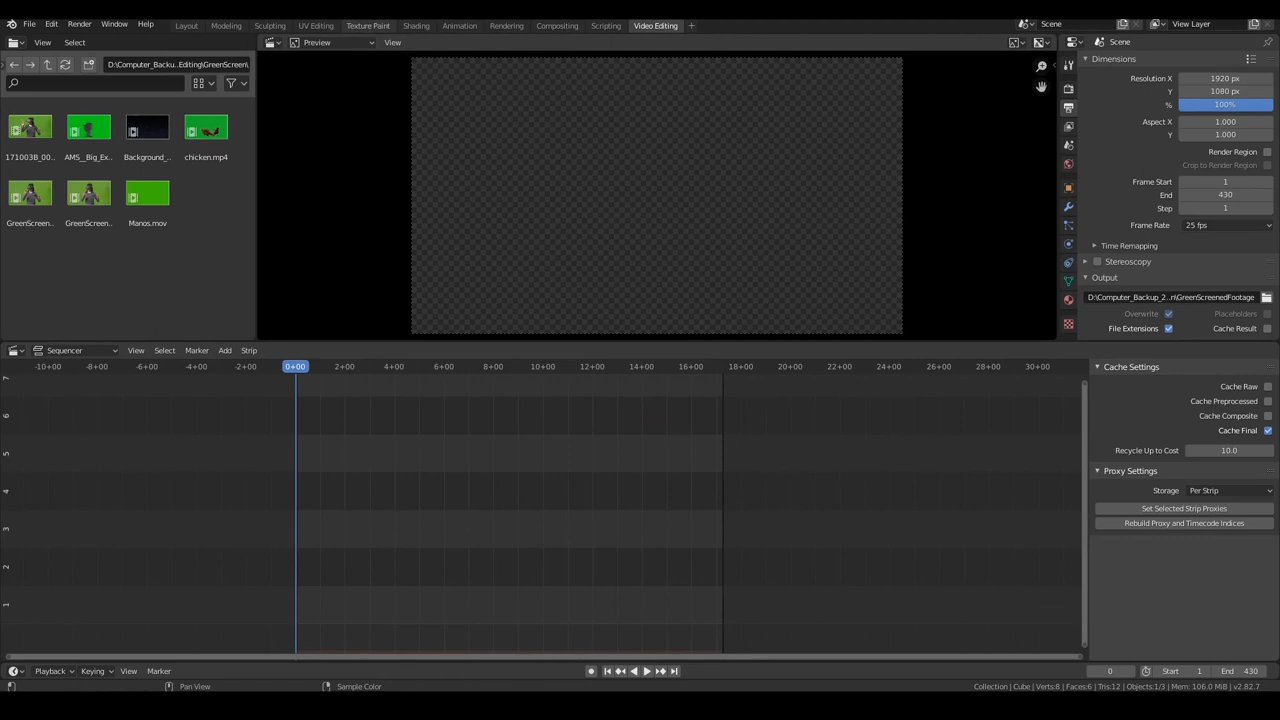 File Edit Render Window Help Layout Modeling Sculpting UV Editing Texture Paint Shading Animation Rendering Compositing Scripting Video Editing + Scene View Layer
View Select Preview View Scene
D:\Computer_Backu...Editing\GreenScreen\
Dimensions
Resolution X 1920 px
Y 1080 px
% 100%
Aspect X 1.000
Y 1.000
Render Region
Crop to Render Region
Frame Start 1
End 430
Step 1
Frame Rate 25 fps
Time Remapping
Stereoscopy
Output
D:\Computer_Backup_2...n\GreenScreenedFootage
Overwrite Placeholders
File Extensions Cache Result
171003B_00... AMS_Big_Ex... Background_... chicken.mp4
GreenScreen... GreenScreen... Manos.mov
Sequencer View Select Marker Add Strip
-10+00 -8+00 -6+00 -4+00 -2+00 0+00 2+00 4+00 6+00 8+00 10+00 12+00 14+00 16+00 18+00 20+00 22+00 24+00 26+00 28+00 30+00
7
6
5
4
3
2
1
Cache Settings
Cache Raw
Cache Preprocessed
Cache Composite
Cache Final
Recycle Up to Cost 10.0
Proxy Settings
Storage Per Strip
Set Selected Strip Proxies
Rebuild Proxy and Timecode Indices
Playback Keying View Marker 0 Start 1 End 430
Pan View Sample Color Collection | Cube | Verts:8 | Faces:6 | Tris:12 | Objects:1/3 | Mem: 106.0 MiB | v2.82.7